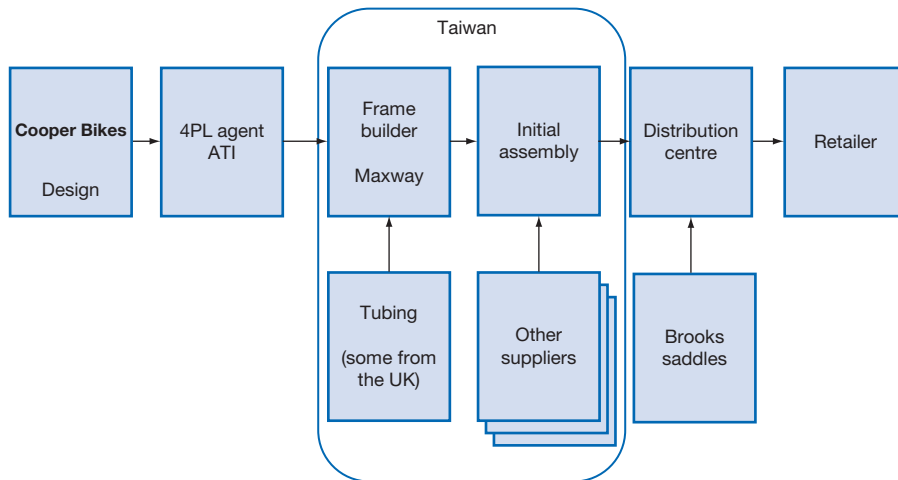 Taiwan
Cooper Bikes
Design
4PL agent
ATI
Frame
builder
Maxway
Initial
assembly
Distribution
centre
Retailer
Tubing
(some from
the UK)
Other
suppliers
Brooks
saddles